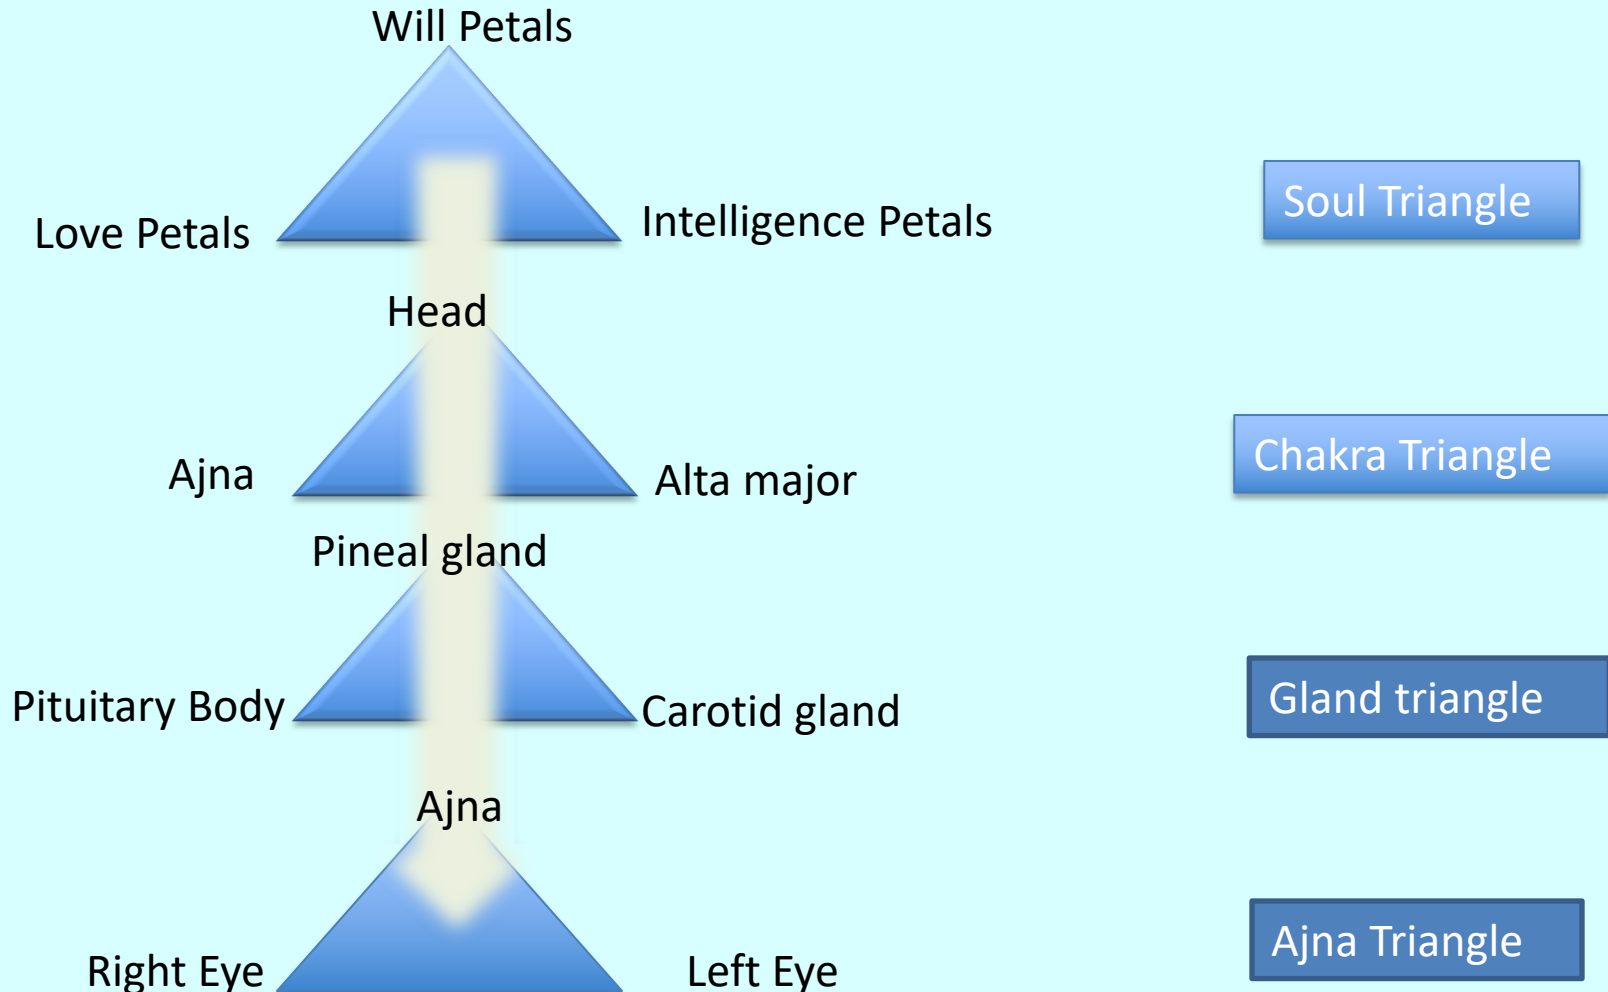 Will Petals
Love Petals
Intelligence Petals
Soul Triangle
Head
Ajna
Alta major
Chakra Triangle
Pineal gland
Pituitary Body
Carotid gland
Gland triangle
Ajna
Right Eye
Left Eye
Ajna Triangle